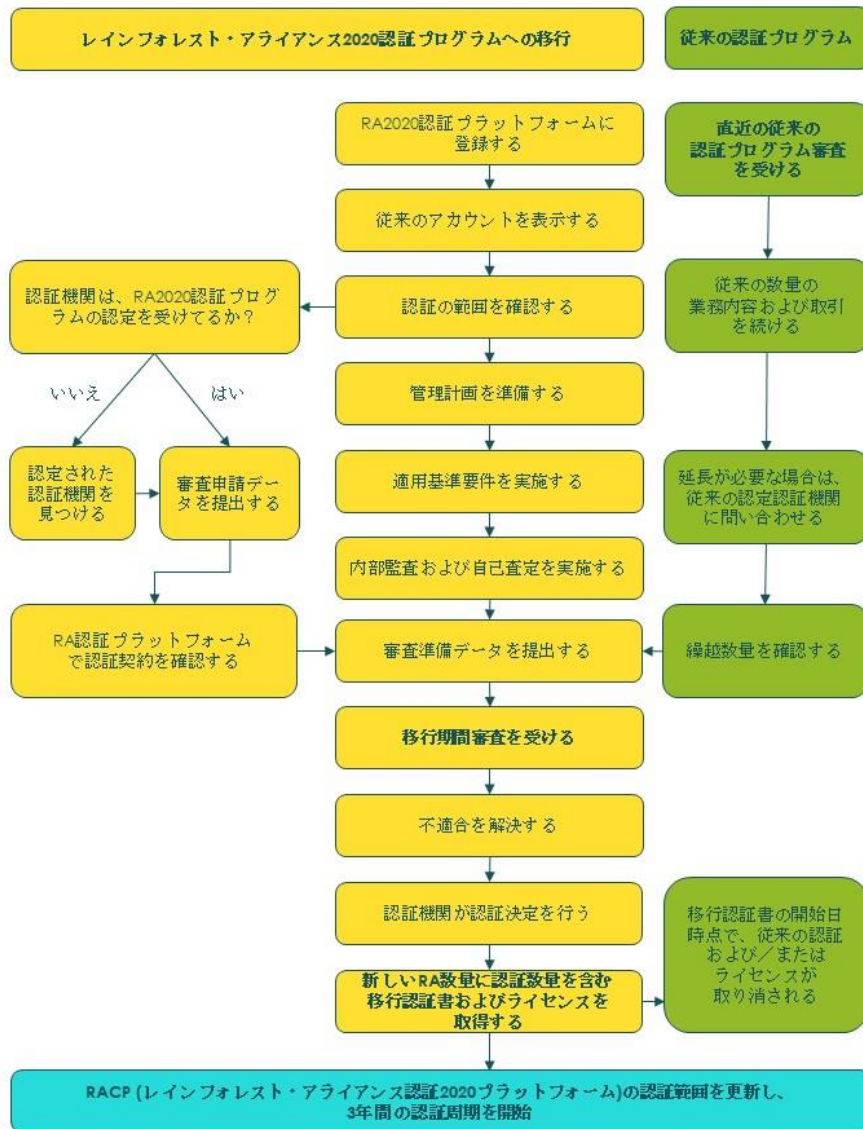 レインフォレスト・アライアンス2020認証プログラムへの移行
従来の認証プログラム
RA2020認証プラットフォームに
登録する
従来のアカウントを表示する
認証の範囲を確認する
認証機関は、RA2020認証プログ
ラムの認定を受けてるか？
いいえ
はい
認定された
認証機関を
見つける
審査申請デー
タを提出する
RA認証プラットフォーム
で認証契約を確認する
管理計画を準備する
適用基準要件を実施する
内部監査および自己査定を実施する
審査準備データを提出する
移行期間審査を受ける
不適合を解決する
認証機関が認証決定を行う
新しいRA数量に認証数量を含む
移行認証書およびライセンスを
取得する
直近の従来の
認証プログラム審査
を受ける
従来の数量の
業務内容および取引
を続ける
延長が必要な場合は、
従来の認定認証機関
に問い合わせる
繰越数量を確認する
移行認証書の開始日
時点で、従来の認証
および／または
ライセンスが
取り消される
RACP (レインフォレスト・アライアンス認証2020プラットフォーム)の認証範囲を更新し、
3年間の認証周期を開始